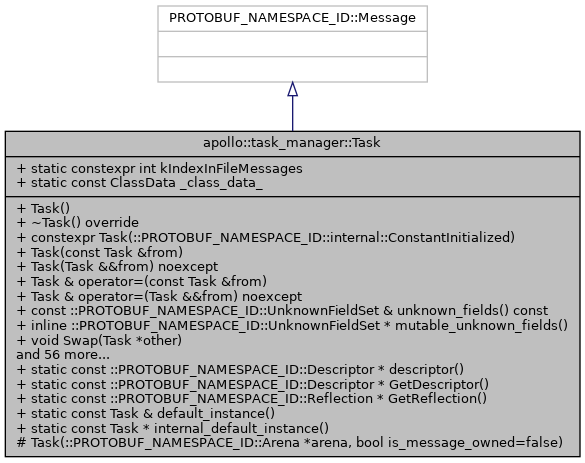 PROTOBUF_NAMESPACE_ID::Message
apollo::task_manager::Task
+ static constexpr int kIndexInFileMessages
+ static const ClassData _class_data_
+ Task()
+ ~Task() override
+ constexpr Task(::PROTOBUF_NAMESPACE_ID::internal::ConstantInitialized)
+ Task(const Task &from)
+ Task(Task &&from) noexcept
+ Task & operator=(const Task &from)
+ Task & operator=(Task &&from) noexcept
+ const ::PROTOBUF_NAMESPACE_ID::UnknownFieldSet & unknown_fields() const
+ inline ::PROTOBUF_NAMESPACE_ID::UnknownFieldSet * mutable_unknown_fields()
+ void Swap(Task *other)
and 56 more...
+ static const ::PROTOBUF_NAMESPACE_ID::Descriptor * descriptor()
+ static const ::PROTOBUF_NAMESPACE_ID::Descriptor * GetDescriptor()
+ static const ::PROTOBUF_NAMESPACE_ID::Reflection * GetReflection()
+ static const Task & default_instance()
+ static const Task * internal_default_instance()
# Task(::PROTOBUF_NAMESPACE_ID::Arena *arena, bool is_message_owned=false)